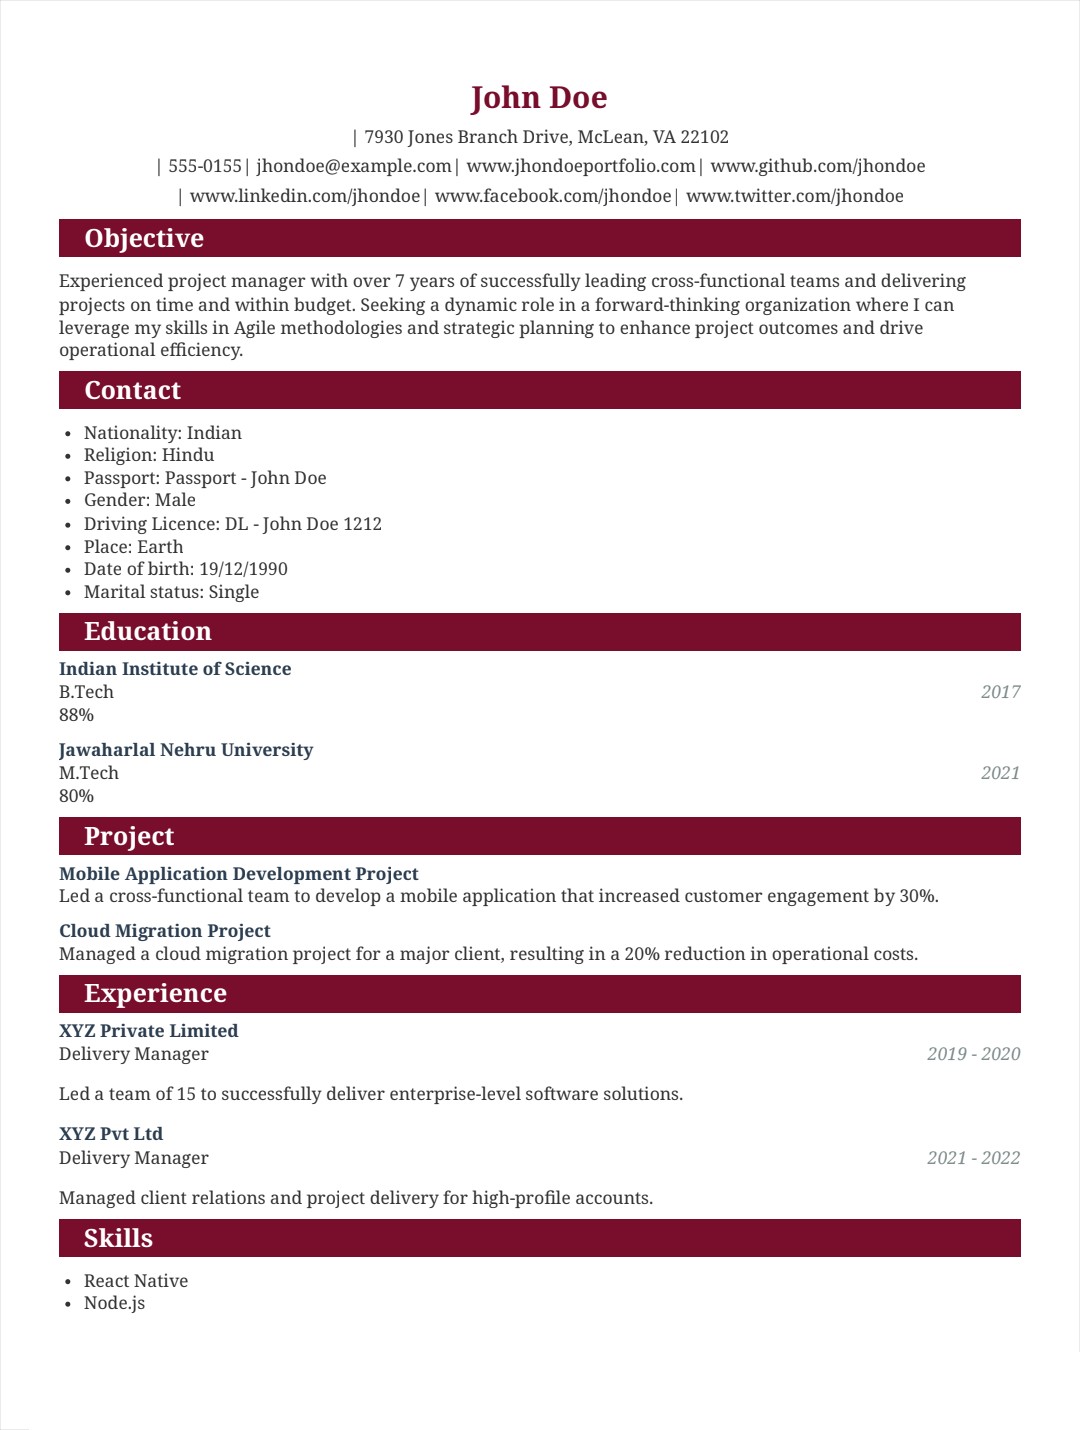 John Doe
| 7930 Jones Branch Drive, McLean, VA 22102
| 555-0155| jhondoe@example.com| www.jhondoeportfolio.com| www.github.com/jhondoe
| www.linkedin.com/jhondoe| www.facebook.com/jhondoe| www.twitter.com/jhondoe
Objective
Experienced project manager with over 7 years of successfully leading cross-functional teams and delivering
projects on time and within budget. Seeking a dynamic role in a forward-thinking organization where I can
leverage my skills in Agile methodologies and strategic planning to enhance project outcomes and drive
operational efficiency.
Contact
• Nationality: Indian
• Religion: Hindu
• Passport: Passport - John Doe
• Gender: Male
• Driving Licence: DL - John Doe 1212
• Place: Earth
• Date of birth: 19/12/1990
• Marital status: Single
Education
Indian Institute of Science
B.Tech 2017
88%
Jawaharlal Nehru University
M.Tech 2021
80%
Project
Mobile Application Development Project
Led a cross-functional team to develop a mobile application that increased customer engagement by 30%.
Cloud Migration Project
Managed a cloud migration project for a major client, resulting in a 20% reduction in operational costs.
Experience
XYZ Private Limited
Delivery Manager 2019 - 2020
Led a team of 15 to successfully deliver enterprise-level software solutions.
XYZ Pvt Ltd
Delivery Manager 2021 - 2022
Managed client relations and project delivery for high-profile accounts.
Skills
• React Native
• Node.js